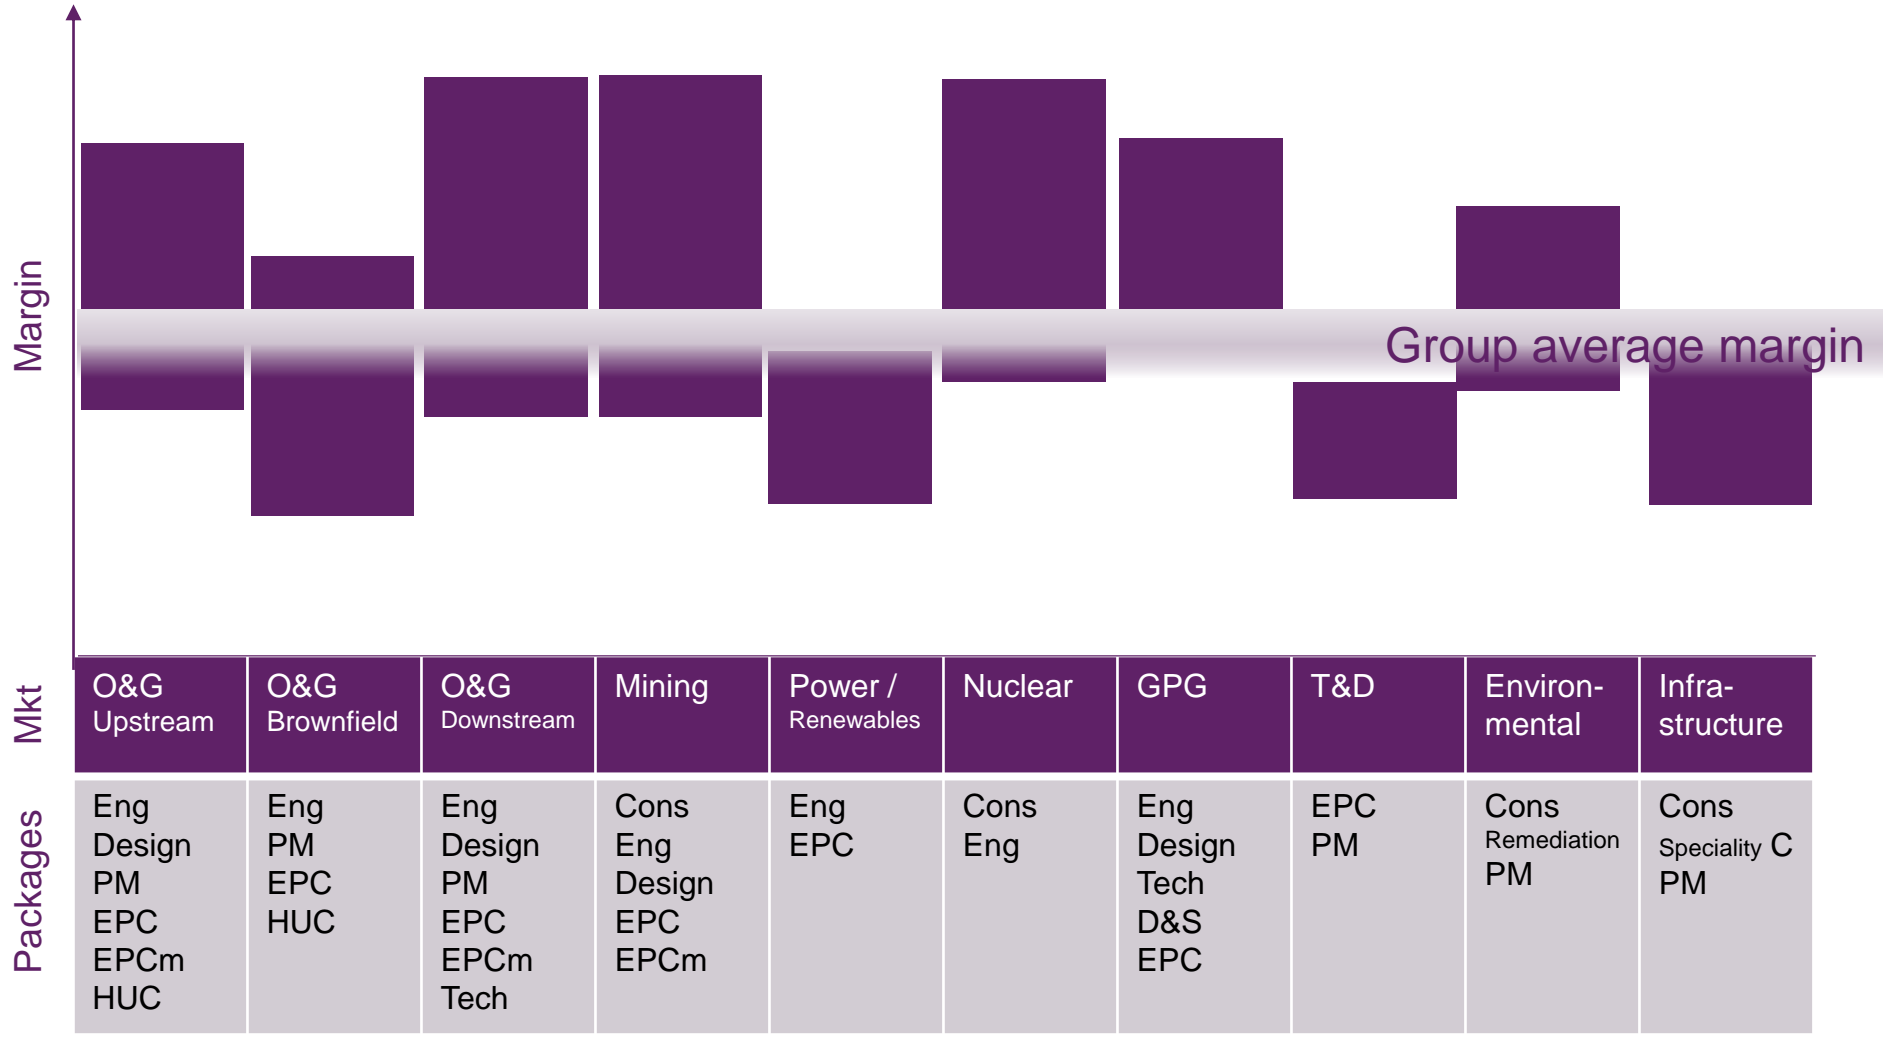 Margin
Group average margin
Mkt
O&G
Upstream
O&G
Brownfield
O&G
Downstream
Mining
Power /
Renewables
Nuclear
GPG
T&D
Environ-
mental
Infra-
structure
Packages
Eng
Design
PM
EPC
EPCm
HUC
Eng
PM
EPC
HUC
Eng
Design
PM
EPC
EPCm
Tech
Cons
Eng
Design
EPC
EPCm
Eng
EPC
Cons
Eng
Eng
Design
Tech
D&S
EPC
EPC
PM
Cons
Remediation
PM
Cons
Speciality C
PM